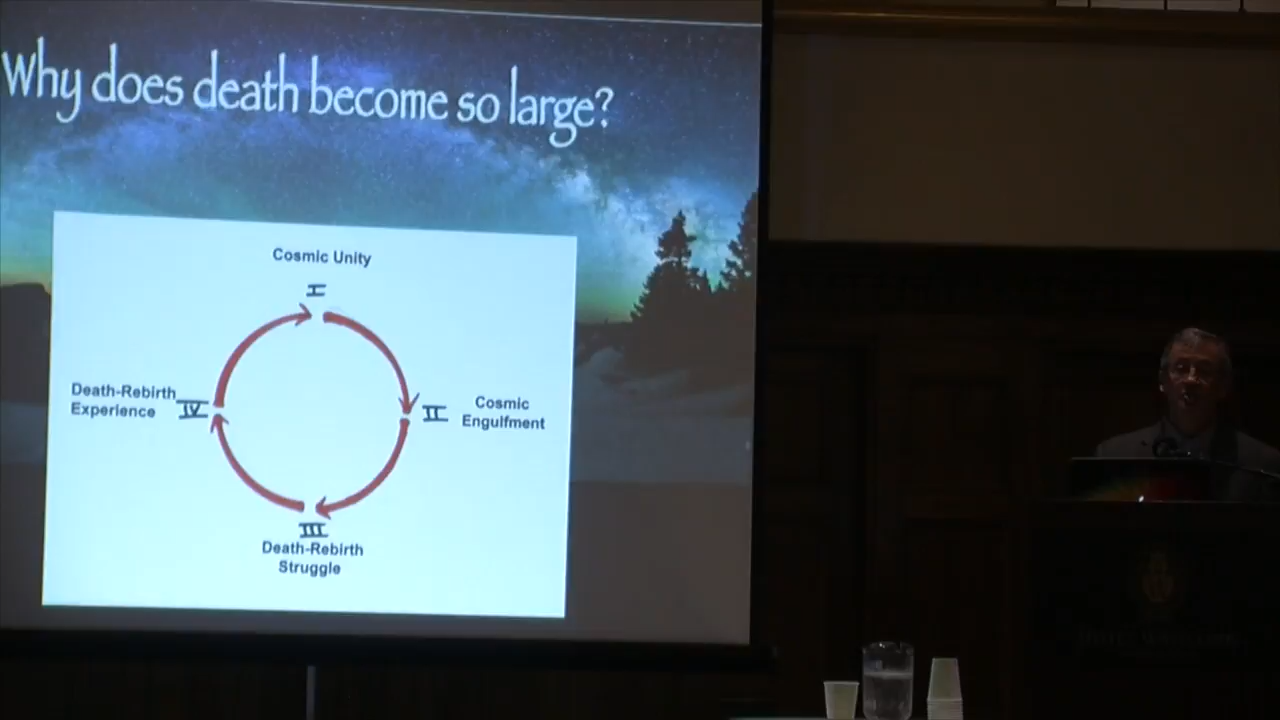 Why does death become so large?
Cosmic Unity
I
Death-Rebirth
Experience
IV
II
Cosmic
Engulfment
III
Death-Rebirth
Struggle